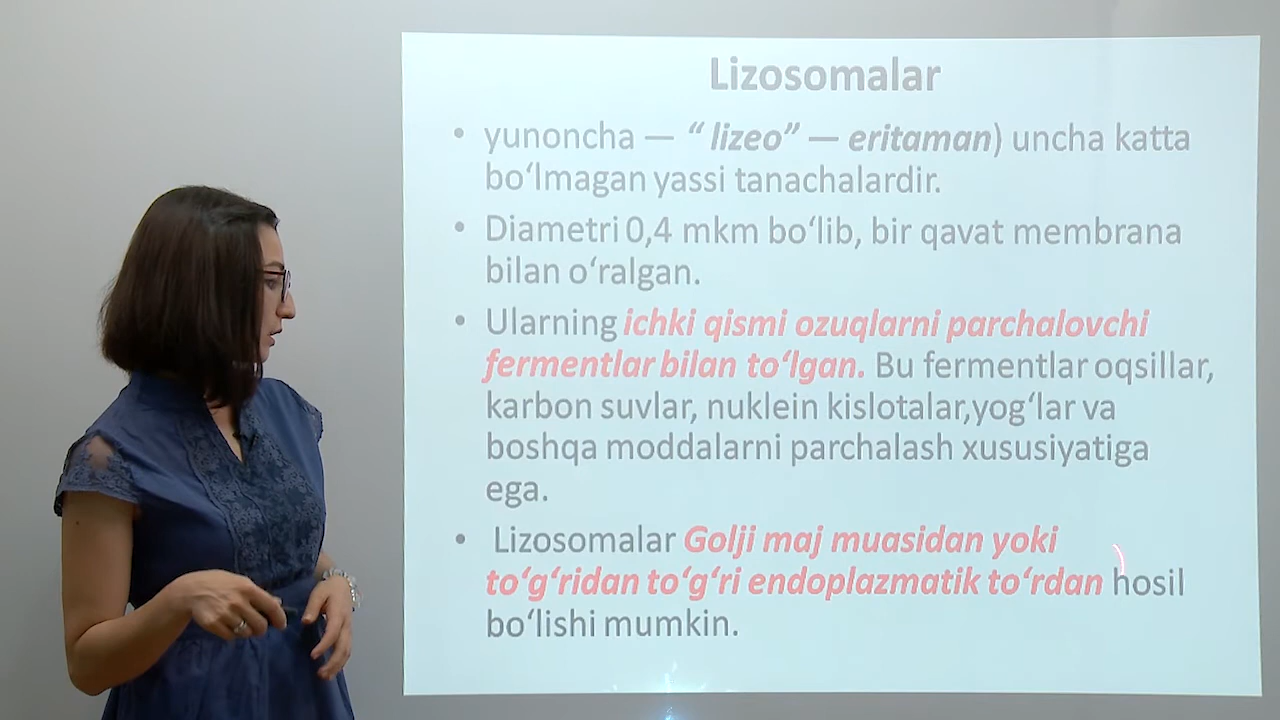 Lizosomalar
• yunoncha — “ lizeo” — eritaman) uncha katta
bo‘lmagan yassi tanachalardir.
• Diametri 0,4 mkm bo‘lib, bir qavat membrana
bilan o‘ralgan.
• Ularning ichki qismi ozuqlarni parchalovchi
fermentlar bilan to‘lgan. Bu fermentlar oqsillar,
karbon suvlar, nuklein kislotalar,yog‘lar va
boshqa moddalarni parchalash xususiyatiga
ega.
• Lizosomalar Golji maj muasidan yoki
to‘g‘ridan to‘g‘ri endoplazmatik to‘rdan hosil
bo‘lishi mumkin.